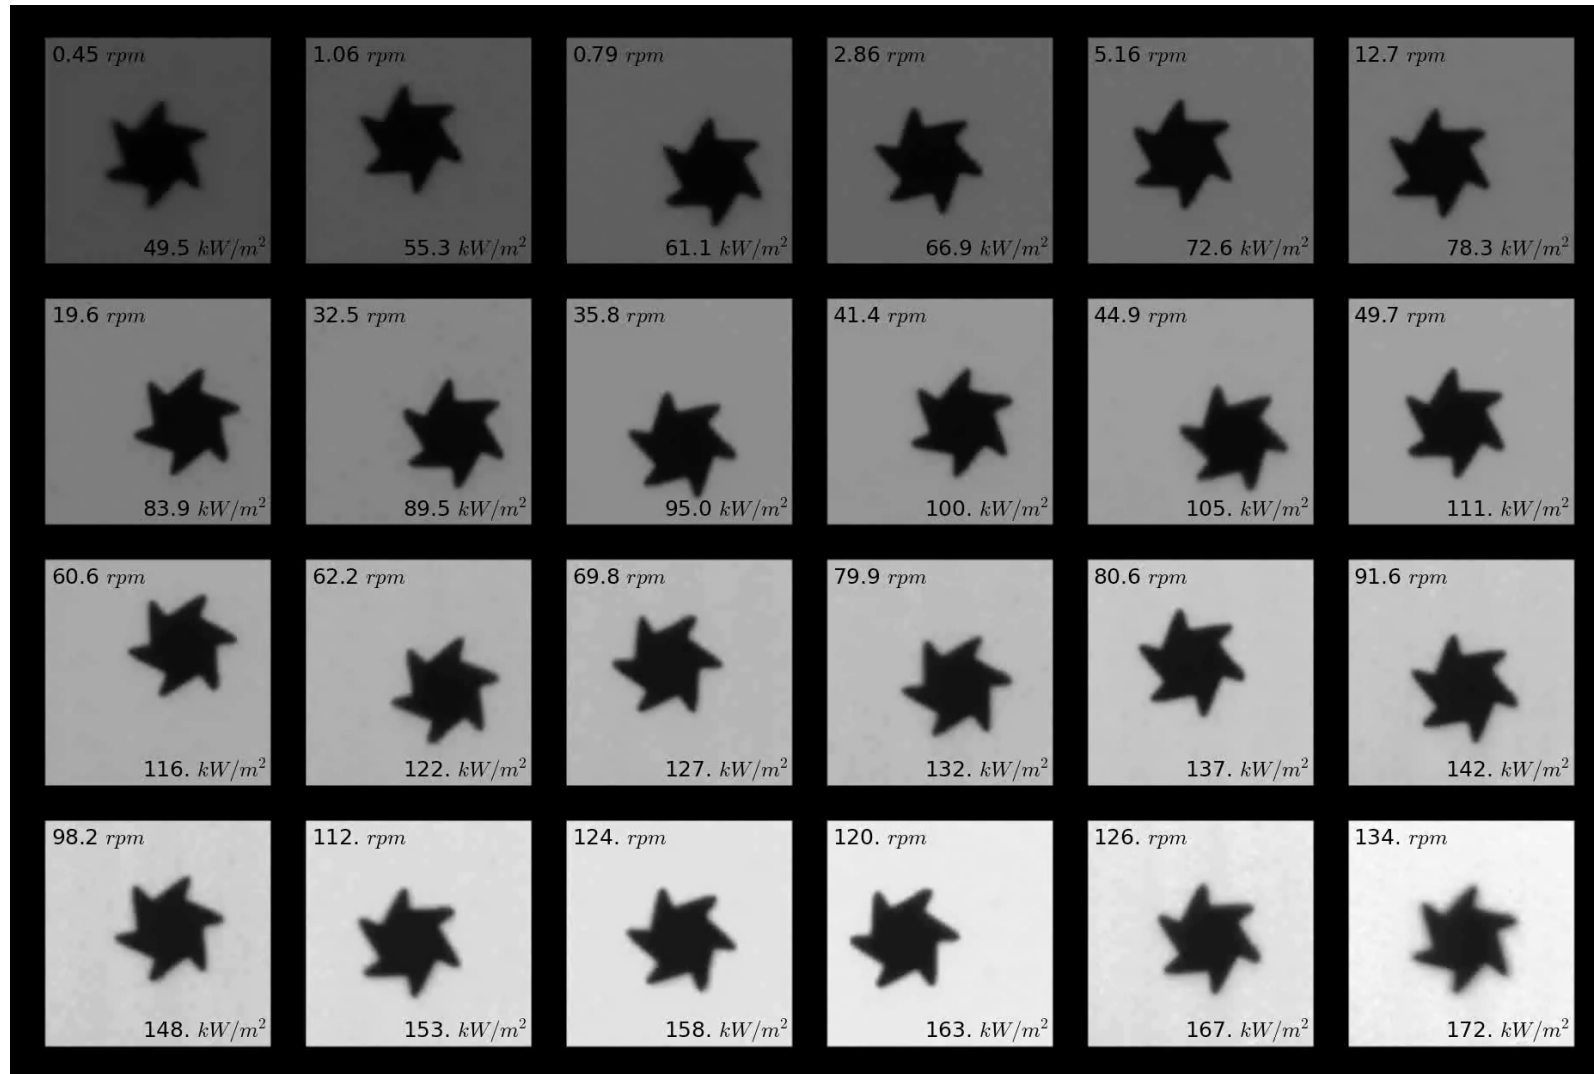 0.45 rpm
1.06 rpm
0.79 rpm
2.86 rpm
5.16 rpm
12.7 rpm
49.5 kW/m²
55.3 kW/m²
61.1 kW/m²
66.9 kW/m²
72.6 kW/m²
78.3 kW/m²
19.6 rpm
32.5 rpm
35.8 rpm
41.4 rpm
44.9 rpm
49.7 rpm
83.9 kW/m²
89.5 kW/m²
95.0 kW/m²
100. kW/m²
105. kW/m²
111. kW/m²
60.6 rpm
62.2 rpm
69.8 rpm
79.9 rpm
80.6 rpm
91.6 rpm
116. kW/m²
122. kW/m²
127. kW/m²
132. kW/m²
137. kW/m²
142. kW/m²
98.2 rpm
112. rpm
124. rpm
120. rpm
126. rpm
134. rpm
148. kW/m²
153. kW/m²
158. kW/m²
163. kW/m²
167. kW/m²
172. kW/m²